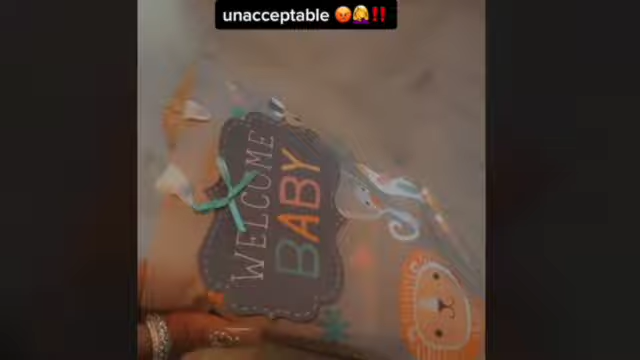 unacceptable 😡🤦‍♀️‼️
WELCOME
BABY